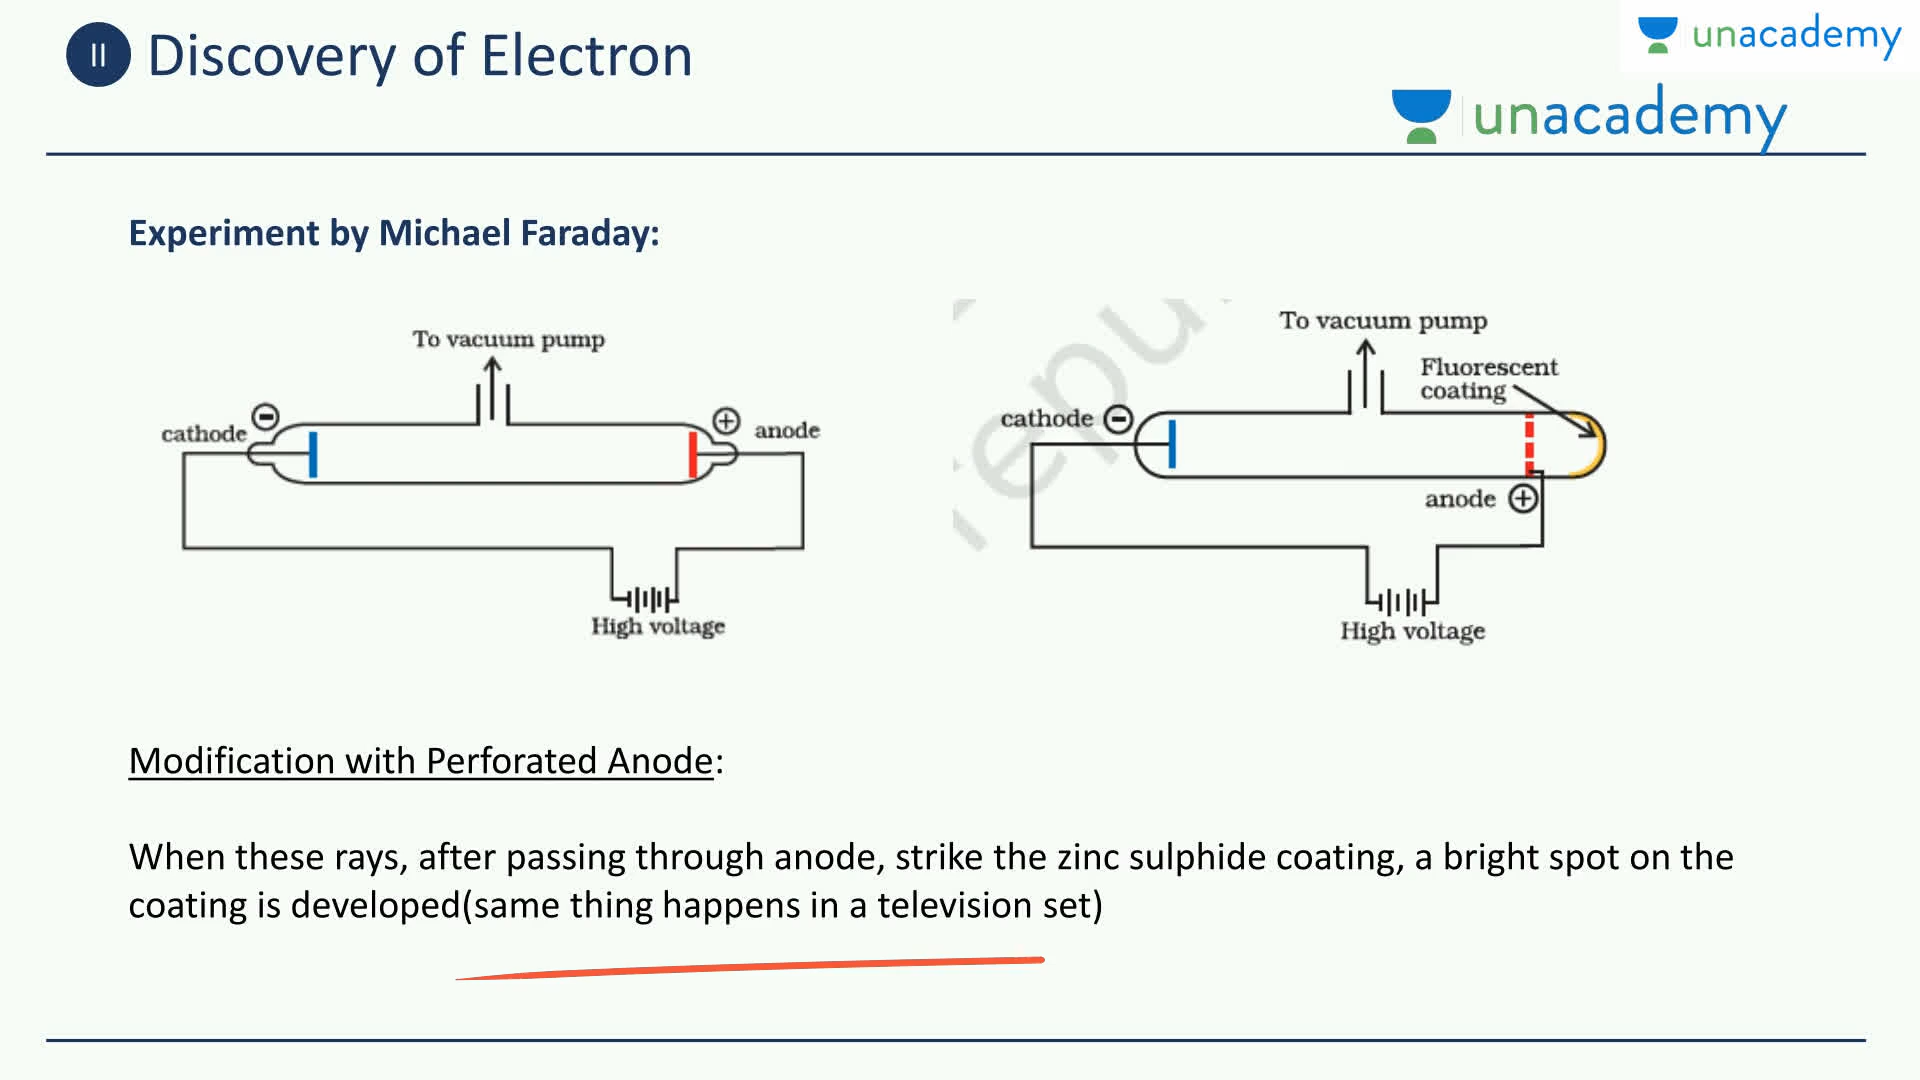 II Discovery of Electron
unacademy
unacademy
Experiment by Michael Faraday:
To vacuum pump
cathode
anode
High voltage
To vacuum pump
Fluorescent
coating
cathode
anode
High voltage
repu
Modification with Perforated Anode:
When these rays, after passing through anode, strike the zinc sulphide coating, a bright spot on the
coating is developed(same thing happens in a television set)